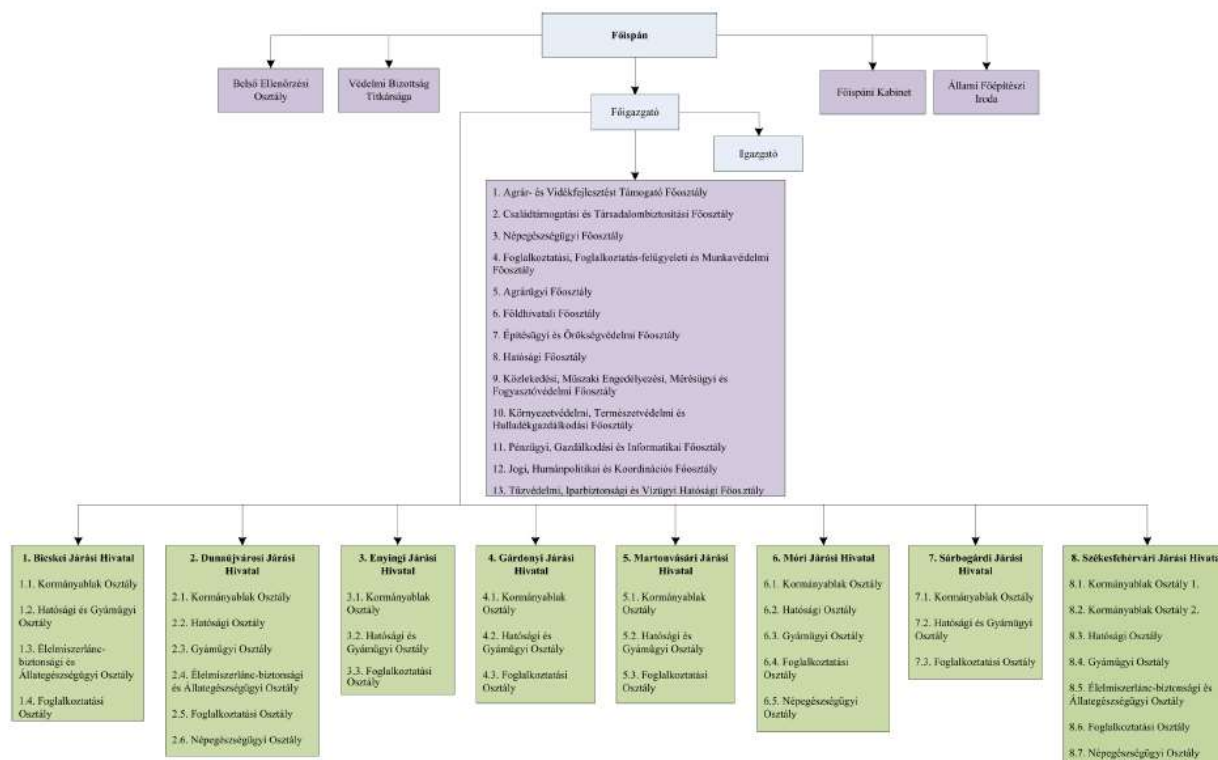 Főispán
Belső Ellenőrzési
Osztály
Védelmi Bizottság
Titkársága
Főispáni Kabinet
Állami Főépítészi
Iroda
Főigazgató
Igazgató
1. Agrár- és Vidékfejlesztést Támogató Főosztály
2. Családtámogatási és Társadalombiztosítási Főosztály
3. Népegészségügyi Főosztály
4. Foglalkoztatási, Foglalkoztatás-felügyeleti és Munkavédelmi
Főosztály
5. Agrárügyi Főosztály
6. Földhivatali Főosztály
7. Építésügyi és Örökségvédelmi Főosztály
8. Hatósági Főosztály
9. Közlekedési, Műszaki Engedélyezési, Mérésügyi és
Fogyasztóvédelmi Főosztály
10. Környezetvédelmi, Természetvédelmi és
Hulladékgazdálkodási Főosztály
11. Pénzügyi, Gazdálkodási és Informatikai Főosztály
12. Jogi, Humánpolitikai és Koordinációs Főosztály
13. Tűzvédelmi, Iparbiztonsági és Vízügyi Hatósági Főosztály
1. Bicskei Járási Hivatal
1.1. Kormányablak Osztály
1.2. Hatósági és Gyámügyi
Osztály
1.3. Élelmiszerlánc-
biztonsági és
Állategészségügyi Osztály
1.4. Foglalkoztatási
Osztály
2. Dunaújvárosi Járási
Hivatal
2.1. Kormányablak Osztály
2.2. Hatósági Osztály
2.3. Gyámügyi Osztály
2.4. Élelmiszerlánc-biztonsági
és Állategészségügyi Osztály
2.5. Foglalkoztatási Osztály
2.6. Népegészségügyi Osztály
3. Enyingi Járási
Hivatal
3.1. Kormányablak
Osztály
3.2. Hatósági és
Gyámügyi Osztály
3.3. Foglalkoztatási
Osztály
4. Gárdonyi Járási
Hivatal
4.1. Kormányablak
Osztály
4.2. Hatósági és
Gyámügyi Osztály
4.3. Foglalkoztatási
Osztály
5. Martonvásári Járási
Hivatal
5.1. Kormányablak
Osztály
5.2. Hatósági és
Gyámügyi Osztály
5.3. Foglalkoztatási
Osztály
6. Móri Járási Hivatal
6.1. Kormányablak Osztály
6.2. Hatósági Osztály
6.3. Gyámügyi Osztály
6.4. Foglalkoztatási
Osztály
6.5. Népegészségügyi
Osztály
7. Sárbogárdi Járási
Hivatal
7.1. Kormányablak Osztály
7.2. Hatósági és Gyámügyi
Osztály
7.3. Foglalkoztatási Osztály
8. Székesfehérvári Járási Hivata
8.1. Kormányablak Osztály 1.
8.2. Kormányablak Osztály 2.
8.3. Hatósági Osztály
8.4. Gyámügyi Osztály
8.5. Élelmiszerlánc-biztonsági és
Állategészségügyi Osztály
8.6. Foglalkoztatási Osztály
8.7. Népegészségügyi Osztály